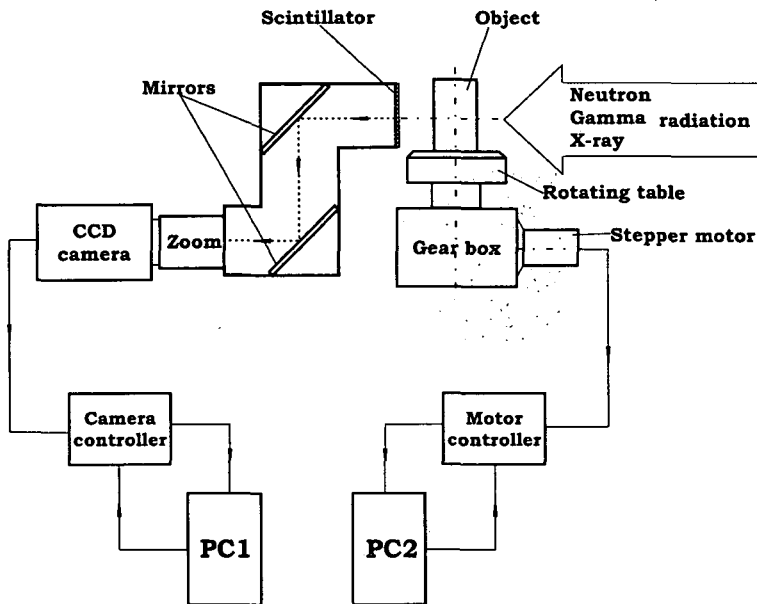 Scintillator
Object
Mirrors
Neutron
Gamma radiation
X-ray
Rotating table
CCD
camera
Zoom
Gear box
Stepper motor
Camera
controller
Motor
controller
PC1
PC2